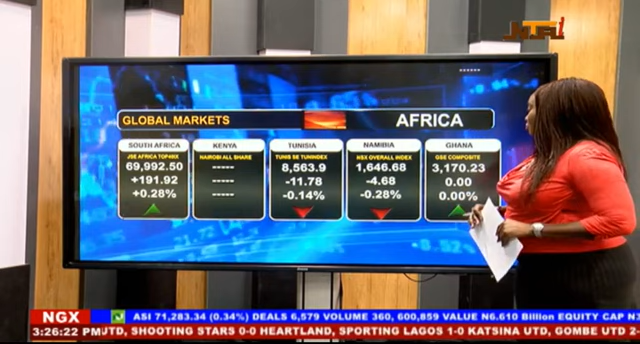 GLOBAL MARKETS
AFRICA
SOUTH AFRICA
JSE AFRICA TOP40IX
69,992.50
+191.92
+0.28%
KENYA
NAIROBI ALL SHARE
-----
-----
-----
TUNISIA
TUNIS SE TUNINDEX
8,563.9
-11.78
-0.14%
NAMIBIA
NSX OVERALL INDEX
1,646.68
-4.68
-0.28%
GHANA
GSE COMPOSITE
3,170.23
0.00
0.00%
NGX
ASI 71,283.34 (0.34%) DEALS 6,579 VOLUME 360, 600,859 VALUE N6.610 Billion EQUITY CAP
3:26:22 PM
UTD, SHOOTING STARS 0-0 HEARTLAND, SPORTING LAGOS 1-0 KATSINA UTD, GOMBE UTD 2-